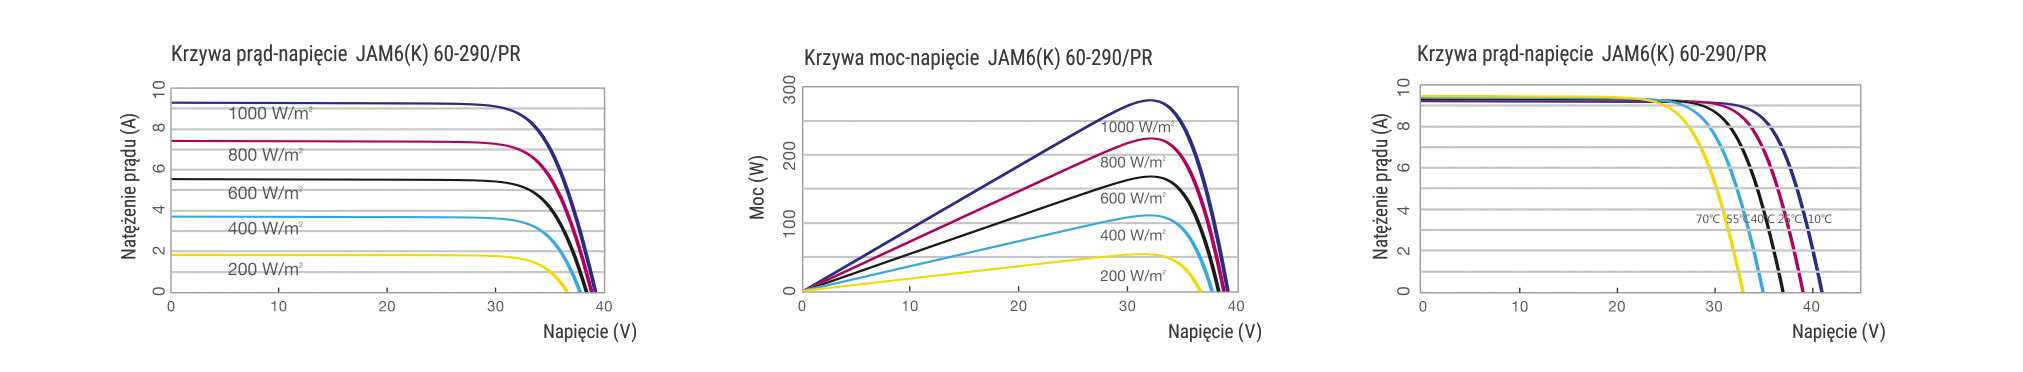 Krzywa prąd-napięcie JAM6(K) 60-290/PR
Natężenie prądu (A)
10
8
6
4
2
0
1000 W/m²
800 W/m²
600 W/m²
400 W/m²
200 W/m²
0 10 20 30 40
Napięcie (V)
Krzywa moc-napięcie JAM6(K) 60-290/PR
Moc (W)
300
200
100
0
1000 W/m²
800 W/m²
600 W/m²
400 W/m²
200 W/m²
0 10 20 30 40
Napięcie (V)
Krzywa prąd-napięcie JAM6(K) 60-290/PR
Natężenie prądu (A)
10
8
6
4
2
0
70°C 55°C 40°C 25°C 10°C
0 10 20 30 40
Napięcie (V)